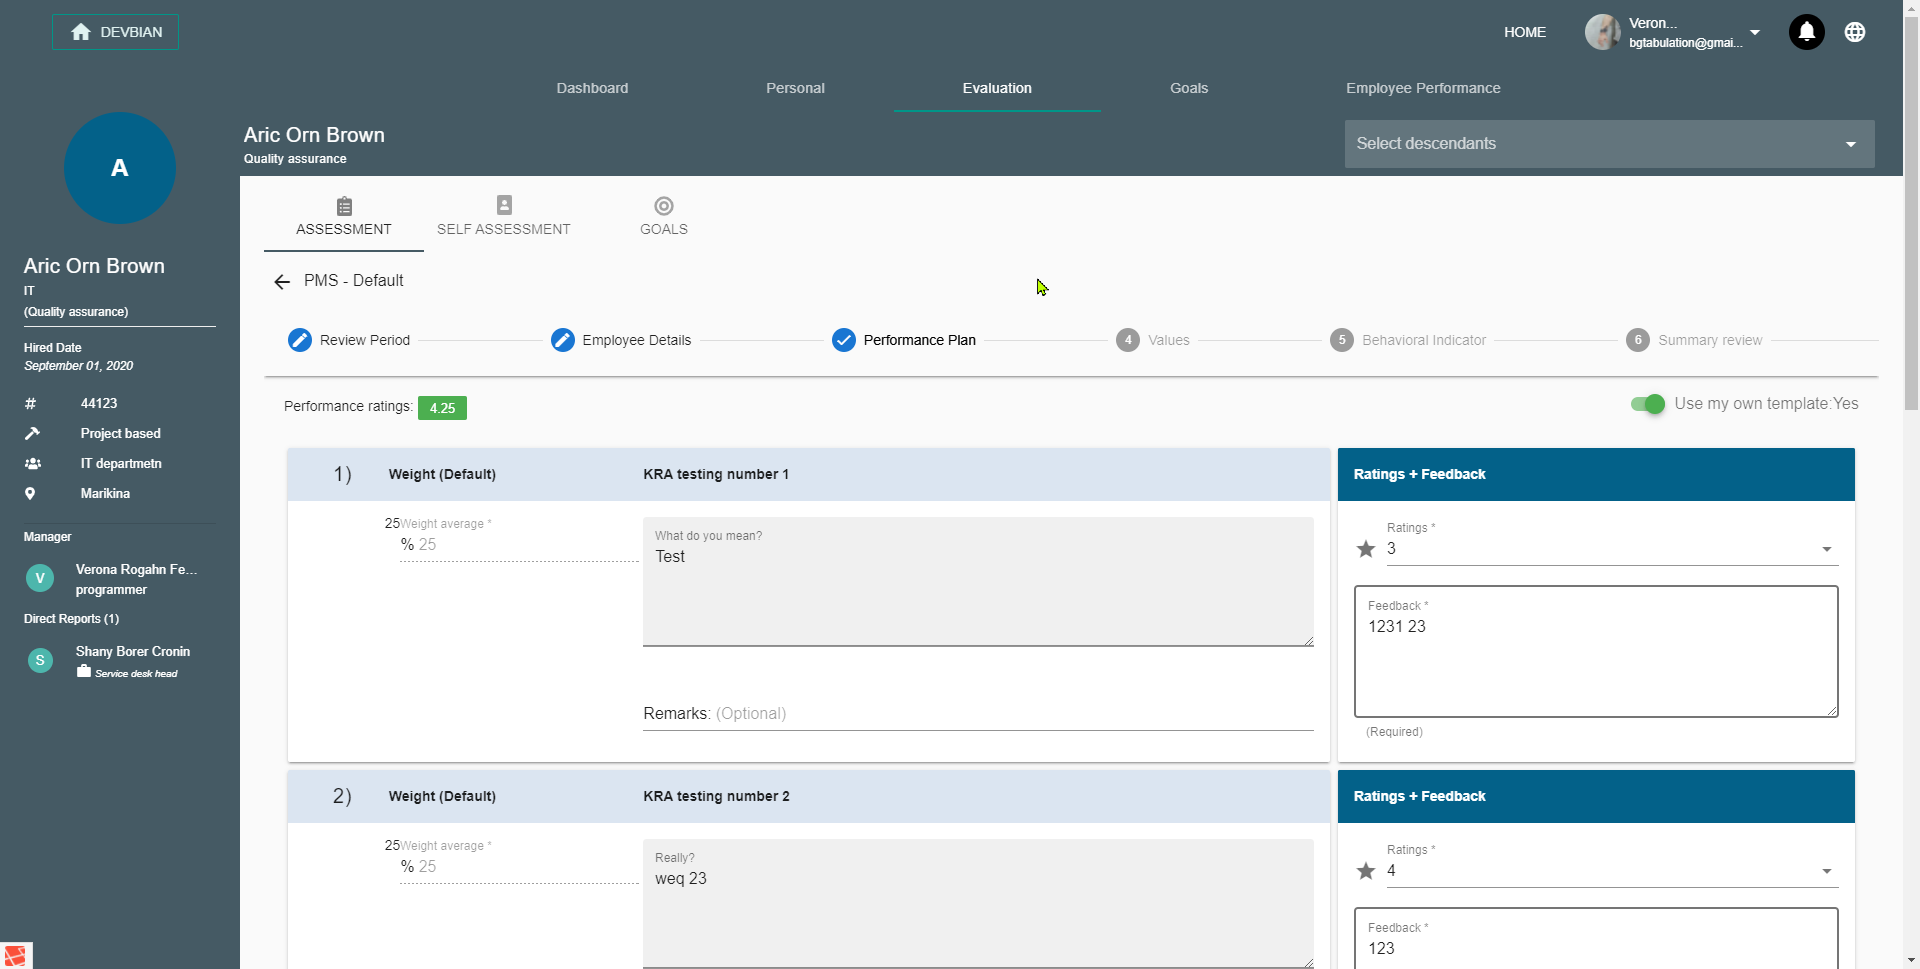 DEVBIAN
HOME
Veron...
bgtabulation@gmai...
Dashboard
Personal
Evaluation
Goals
Employee Performance
A
Aric Orn Brown
Quality assurance
Select descendants
ASSESSMENT
SELF ASSESSMENT
GOALS
Aric Orn Brown
IT
(Quality assurance)
Hired Date
September 01, 2020
# 44123
Project based
IT departmetn
Marikina
Manager
V
Verona Rogahn Fe...
programmer
Direct Reports (1)
S
Shany Borer Cronin
Service desk head
PMS - Default
Review Period
Employee Details
Performance Plan
4 Values
5 Behavioral Indicator
6 Summary review
Performance ratings: 4.25
Use my own template:Yes
1) Weight (Default) KRA testing number 1
Ratings + Feedback
25 Weight average *
% 25
What do you mean?
Test
Remarks: (Optional)
Ratings *
3
Feedback *
1231 23
(Required)
2) Weight (Default) KRA testing number 2
Ratings + Feedback
25 Weight average *
% 25
Really?
weq 23
Ratings *
4
Feedback *
123